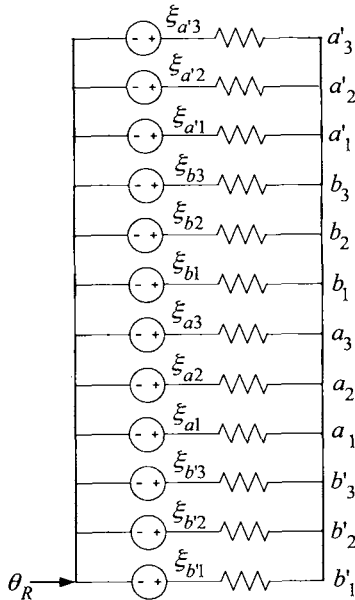 ξa'3 - + a'3
ξa'2 - + a'2
ξa'1 - + a'1
ξb3 - + b3
ξb2 - + b2
ξb1 - + b1
ξa3 - + a3
ξa2 - + a2
ξa1 - + a1
ξb'3 - + b'3
ξb'2 - + b'2
ξb'1 - + b'1
θR